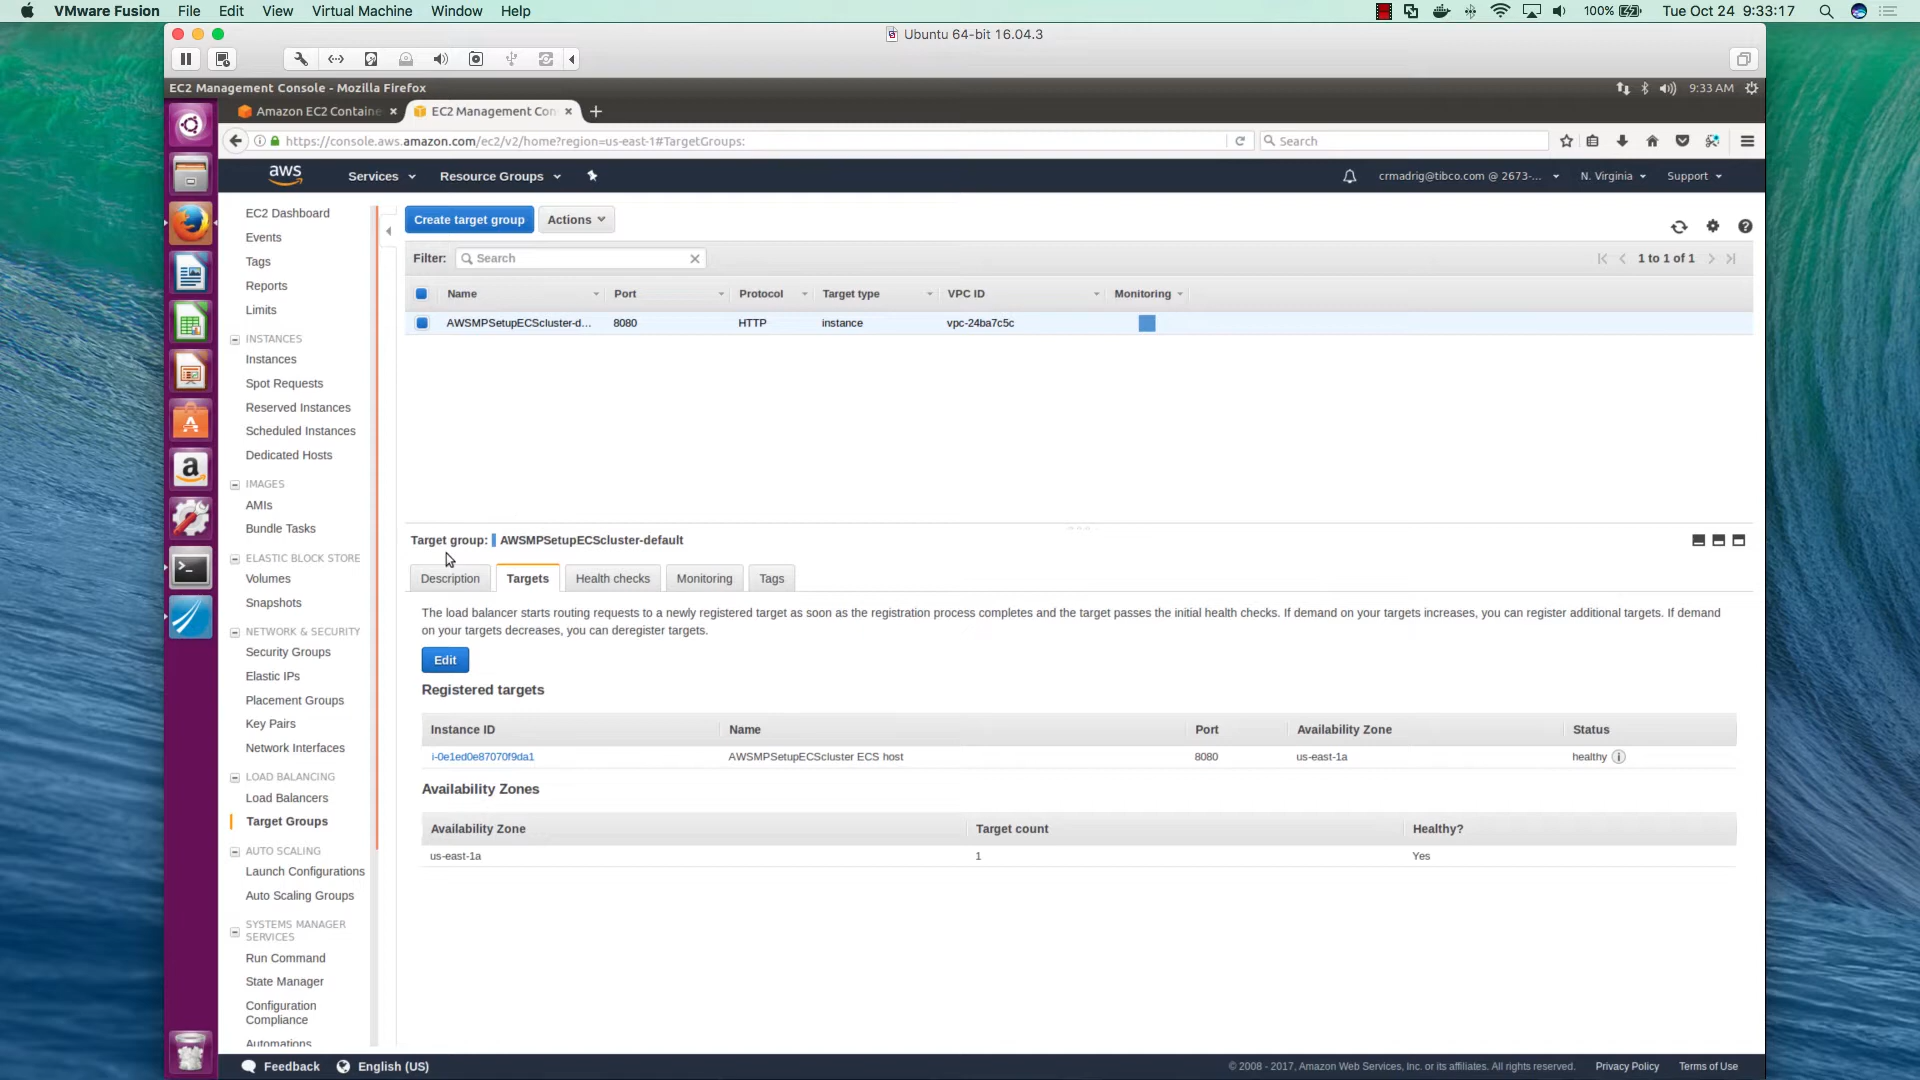 VMware Fusion File Edit View Virtual Machine Window Help 100% Tue Oct 24 9:33:17
Ubuntu 64-bit 16.04.3
EC2 Management Console - Mozilla Firefox 9:33 AM
Amazon EC2 Containe × EC2 Management Con × +
https://console.aws.amazon.com/ec2/v2/home?region=us-east-1#TargetGroups: Search
aws Services Resource Groups crmadrig@tibco.com @ 2673-... N. Virginia Support
EC2 Dashboard
Events
Tags
Reports
Limits
INSTANCES
Instances
Spot Requests
Reserved Instances
Scheduled Instances
Dedicated Hosts
IMAGES
AMIs
Bundle Tasks
ELASTIC BLOCK STORE
Volumes
Snapshots
NETWORK & SECURITY
Security Groups
Elastic IPs
Placement Groups
Key Pairs
Network Interfaces
LOAD BALANCING
Load Balancers
Target Groups
AUTO SCALING
Launch Configurations
Auto Scaling Groups
SYSTEMS MANAGER
SERVICES
Run Command
State Manager
Configuration
Compliance
Automations
Create target group Actions
Filter: Search 1 to 1 of 1
Name Port Protocol Target type VPC ID Monitoring
AWSMPSetupECScluster-d... 8080 HTTP instance vpc-24ba7c5c
Target group: AWSMPSetupECScluster-default
Description Targets Health checks Monitoring Tags
The load balancer starts routing requests to a newly registered target as soon as the registration process completes and the target passes the initial health checks. If demand on your targets increases, you can register additional targets. If demand
on your targets decreases, you can deregister targets.
Edit
Registered targets
Instance ID Name Port Availability Zone Status
i-0e1ed0e87070f9da1 AWSMPSetupECScluster ECS host 8080 us-east-1a healthy
Availability Zones
Availability Zone Target count Healthy?
us-east-1a 1 Yes
Feedback English (US) © 2008 - 2017, Amazon Web Services, Inc. or its affiliates. All rights reserved. Privacy Policy Terms of Use